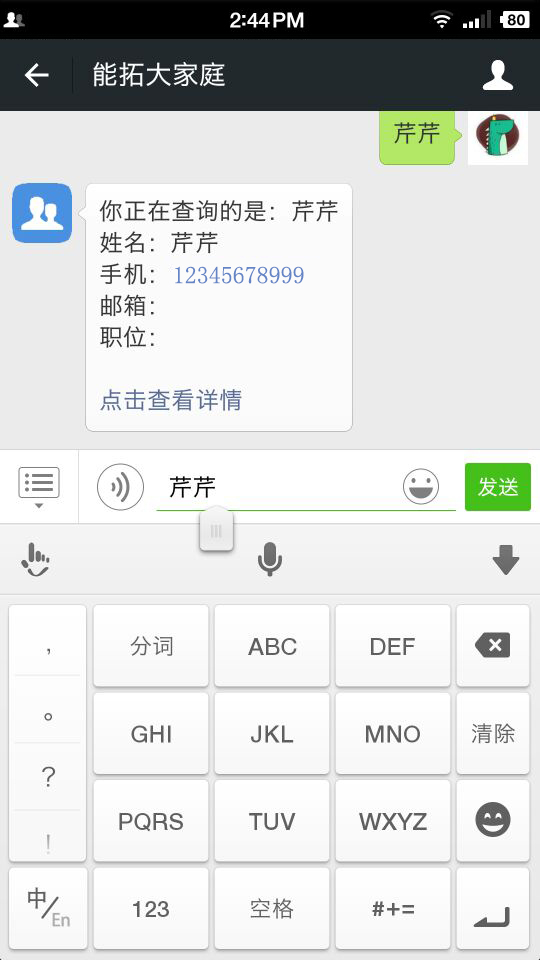 2:44PM
80
能拓大家庭
芹芹
你正在查询的是：芹芹
姓名：芹芹
手机：12345678999
邮箱：
职位：
点击查看详情
芹芹
发送
，
分词
ABC
DEF
。
GHI
JKL
MNO
清除
？
PQRS
TUV
WXYZ
！
中/En
123
空格
#+=